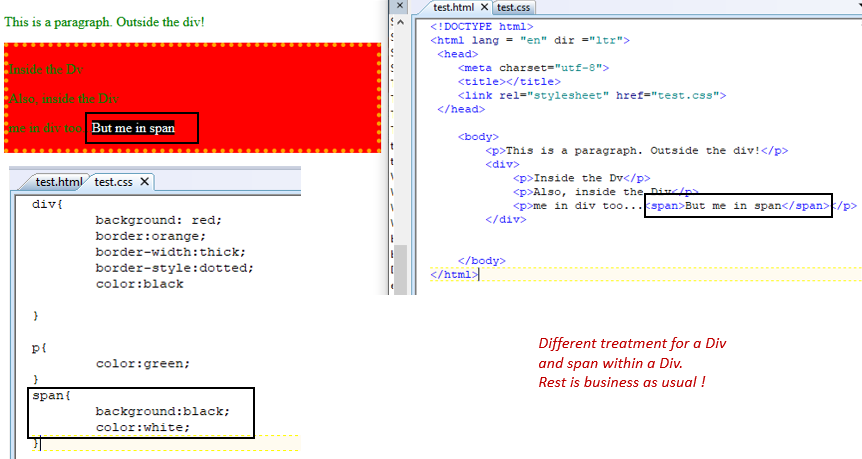 This is a paragraph. Outside the div!
Inside the Dv
Also, inside the Div
me in div too... But me in span
test.html test.css
div{
background: red;
border:orange;
border-width:thick;
border-style:dotted;
color:black
}
p{
color:green;
}
span{
background:black;
color:white;
}
test.html X test.css
<!DOCTYPE html>
<html lang = "en" dir ="ltr">
<head>
<meta charset="utf-8">
<title></title>
<link rel="stylesheet" href="test.css">
</head>
<body>
<p>This is a paragraph. Outside the div!</p>
<div>
<p>Inside the Dv</p>
<p>Also, inside the Div</p>
<p>me in div too...<span>But me in span</span></p>
</div>
</body>
</html>
Different treatment for a Div
and span within a Div.
Rest is business as usual !